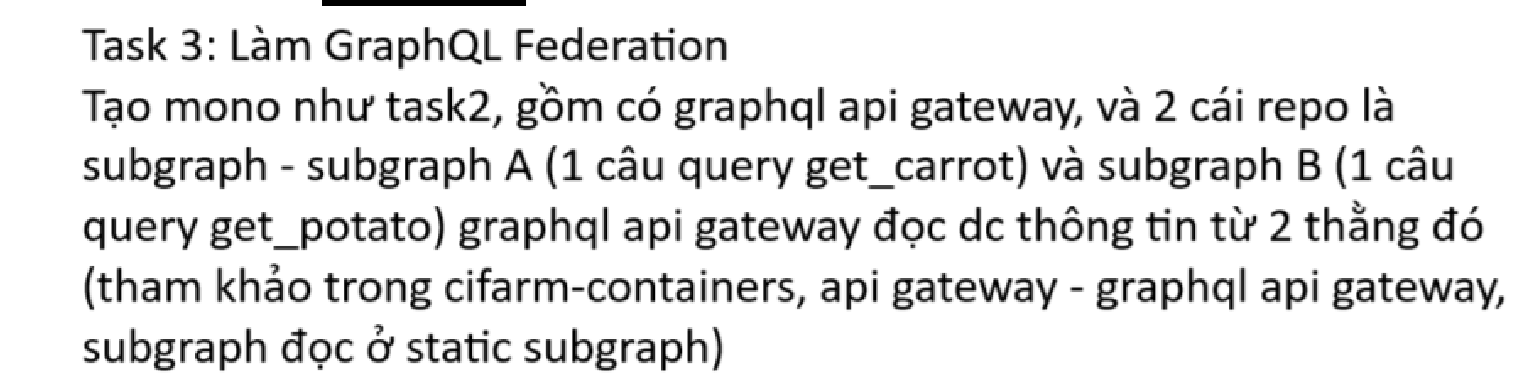 Task 3: Làm GraphQL Federation
Tạo mono như task2, gồm có graphql api gateway, và 2 cái repo là
subgraph - subgraph A (1 câu query get_carrot) và subgraph B (1 câu
query get_potato) graphql api gateway đọc dc thông tin từ 2 thằng đó
(tham khảo trong cifarm-containers, api gateway - graphql api gateway,
subgraph đọc ở static subgraph)